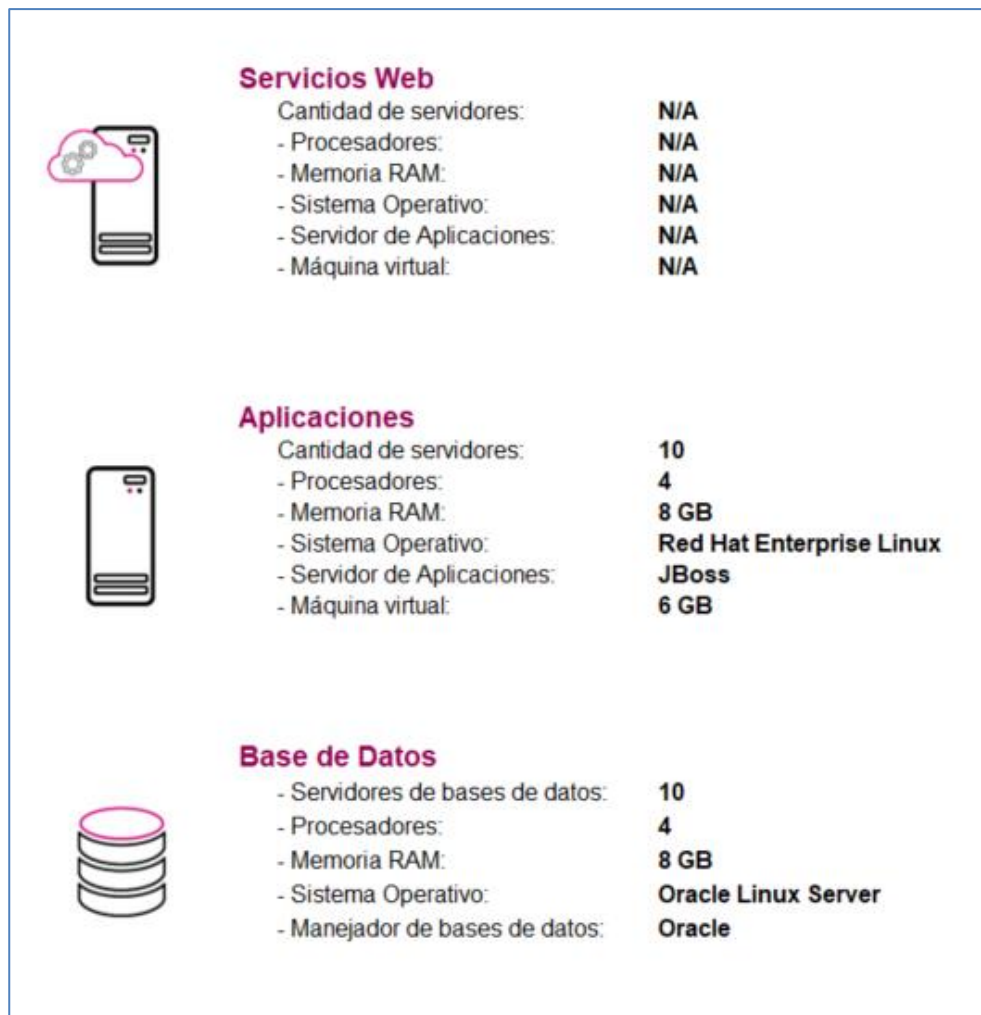 Servicios Web
Cantidad de servidores: N/A
- Procesadores: N/A
- Memoria RAM: N/A
- Sistema Operativo: N/A
- Servidor de Aplicaciones: N/A
- Máquina virtual: N/A
Aplicaciones
Cantidad de servidores: 10
- Procesadores: 4
- Memoria RAM: 8 GB
- Sistema Operativo: Red Hat Enterprise Linux
- Servidor de Aplicaciones: JBoss
- Máquina virtual: 6 GB
Base de Datos
- Servidores de bases de datos: 10
- Procesadores: 4
- Memoria RAM: 8 GB
- Sistema Operativo: Oracle Linux Server
- Manejador de bases de datos: Oracle